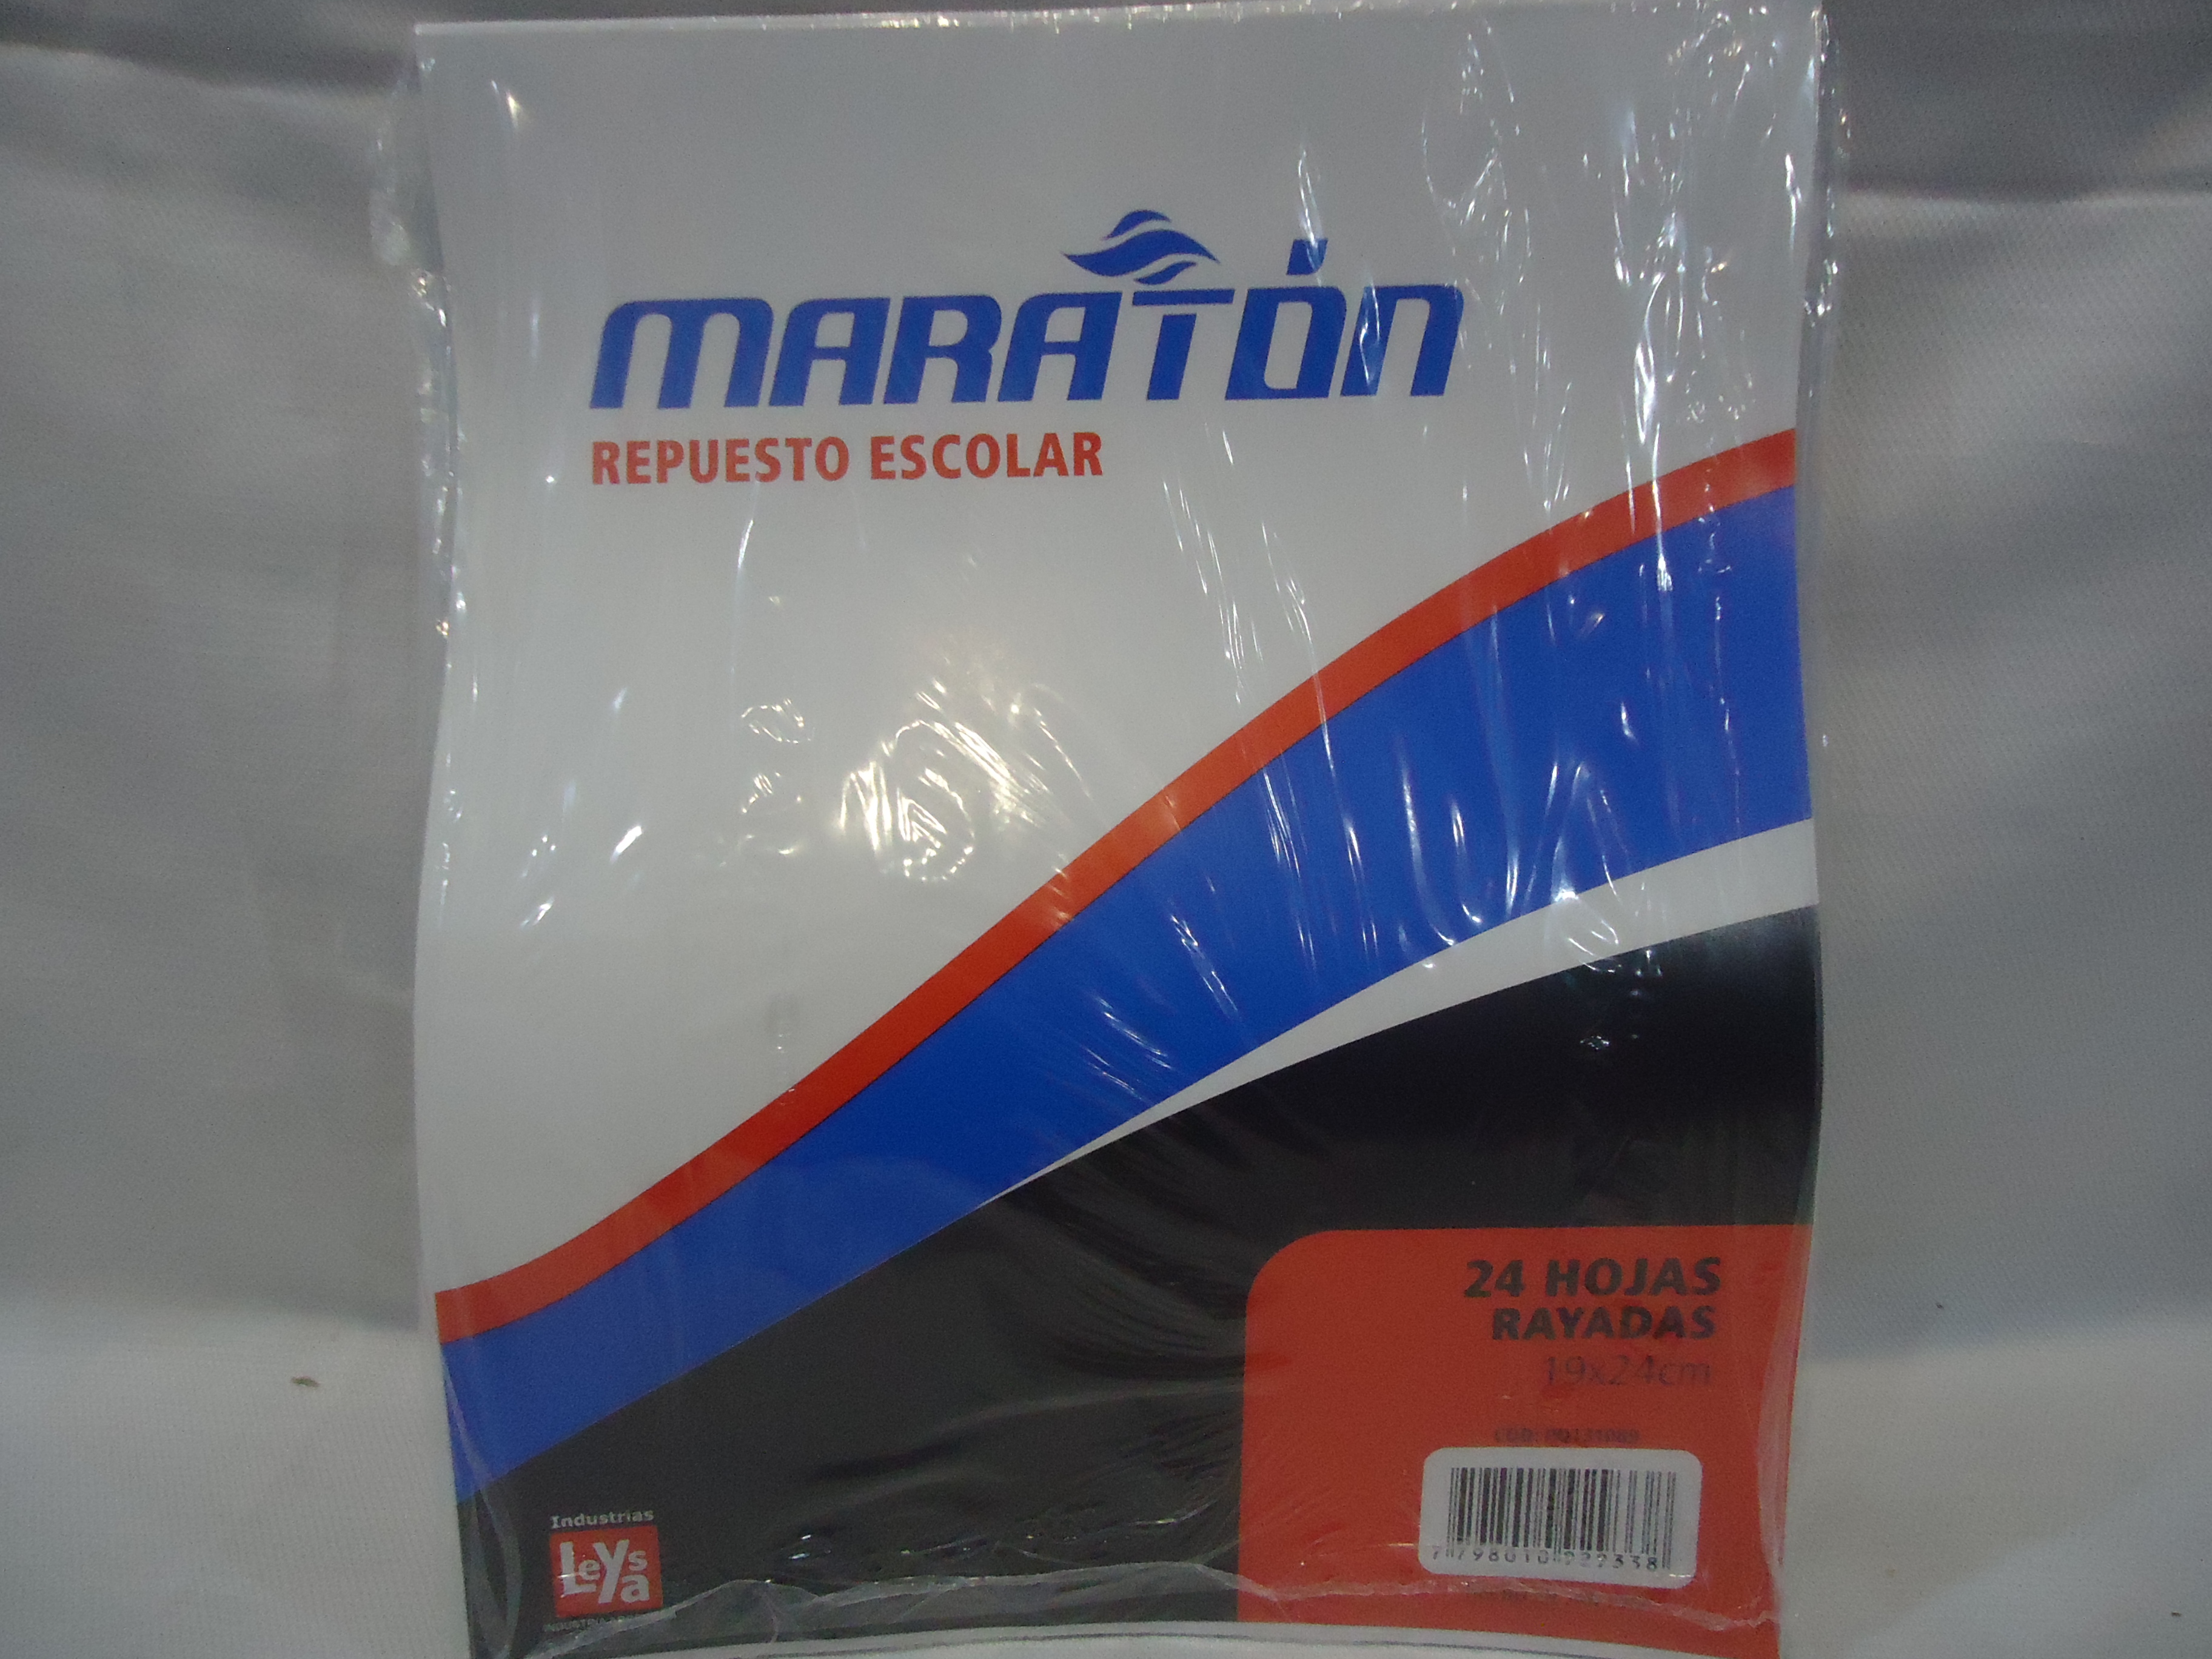 MARATÓN
REPUESTO ESCOLAR
24 HOJAS
RAYADAS
19x24cm
Industrias
LeYsa